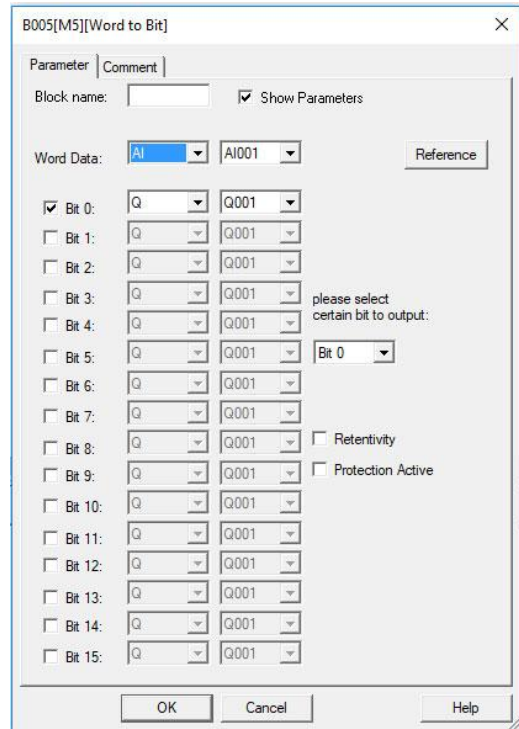 B005[M5][Word to Bit]
Parameter Comment
Block name: Show Parameters
Word Data: AI AI001 Reference
Bit 0: Q Q001
Bit 1: Q Q001
Bit 2: Q Q001
Bit 3: Q Q001 please select
Bit 4: Q Q001 certain bit to output:
Bit 5: Q Q001 Bit 0
Bit 6: Q Q001
Bit 7: Q Q001
Bit 8: Q Q001 Retentivity
Bit 9: Q Q001 Protection Active
Bit 10: Q Q001
Bit 11: Q Q001
Bit 12: Q Q001
Bit 13: Q Q001
Bit 14: Q Q001
Bit 15: Q Q001
OK Cancel Help